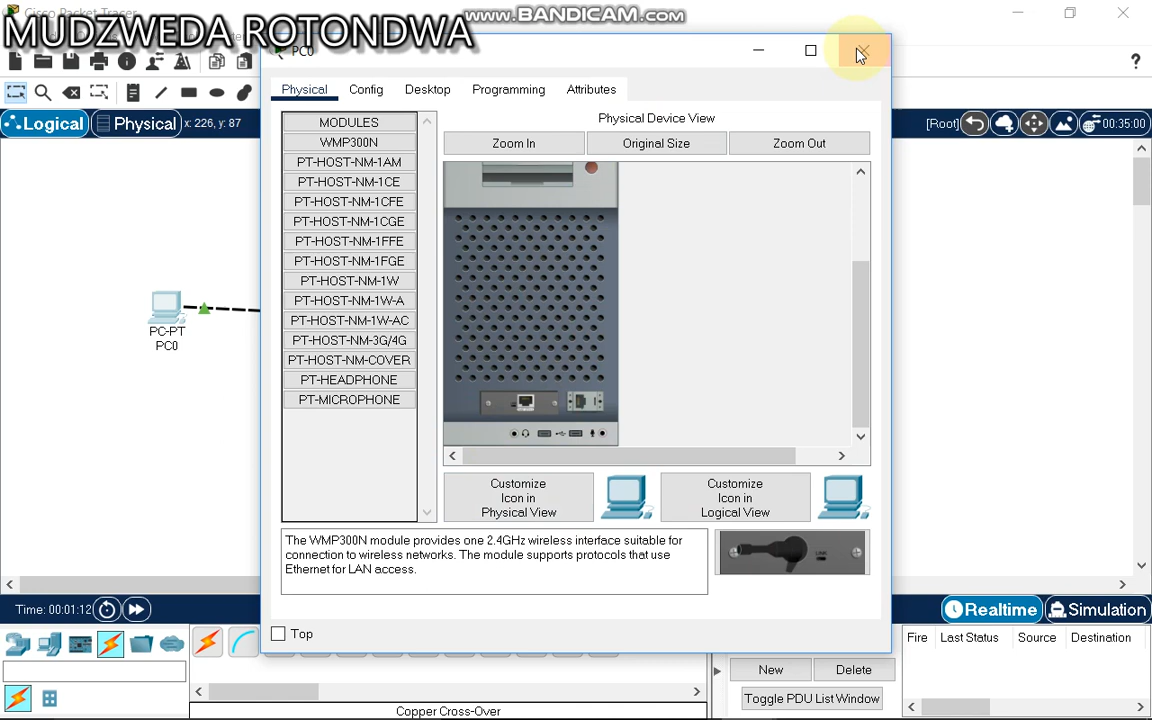 Cisco Packet Tracer
www.BANDICAM.com
MUDZWEDA ROTONDWA
PC0
Physical
Config
Desktop
Programming
Attributes
Logical
Physical
x: 226, y: 87
[Root]
00:35:00
MODULES
WMP300N
PT-HOST-NM-1AM
PT-HOST-NM-1CE
PT-HOST-NM-1CFE
PT-HOST-NM-1CGE
PT-HOST-NM-1FFE
PT-HOST-NM-1FGE
PT-HOST-NM-1W
PT-HOST-NM-1W-A
PT-HOST-NM-1W-AC
PT-HOST-NM-3G/4G
PT-HOST-NM-COVER
PT-HEADPHONE
PT-MICROPHONE
Physical Device View
Zoom In
Original Size
Zoom Out
PC-PT
PC0
Customize
Icon in
Physical View
Customize
Icon in
Logical View
The WMP300N module provides one 2.4GHz wireless interface suitable for
connection to wireless networks. The module supports protocols that use
Ethernet for LAN access.
LINK
Top
Time: 00:01:12
Realtime
Simulation
Fire
Last Status
Source
Destination
New
Delete
Toggle PDU List Window
Copper Cross-Over